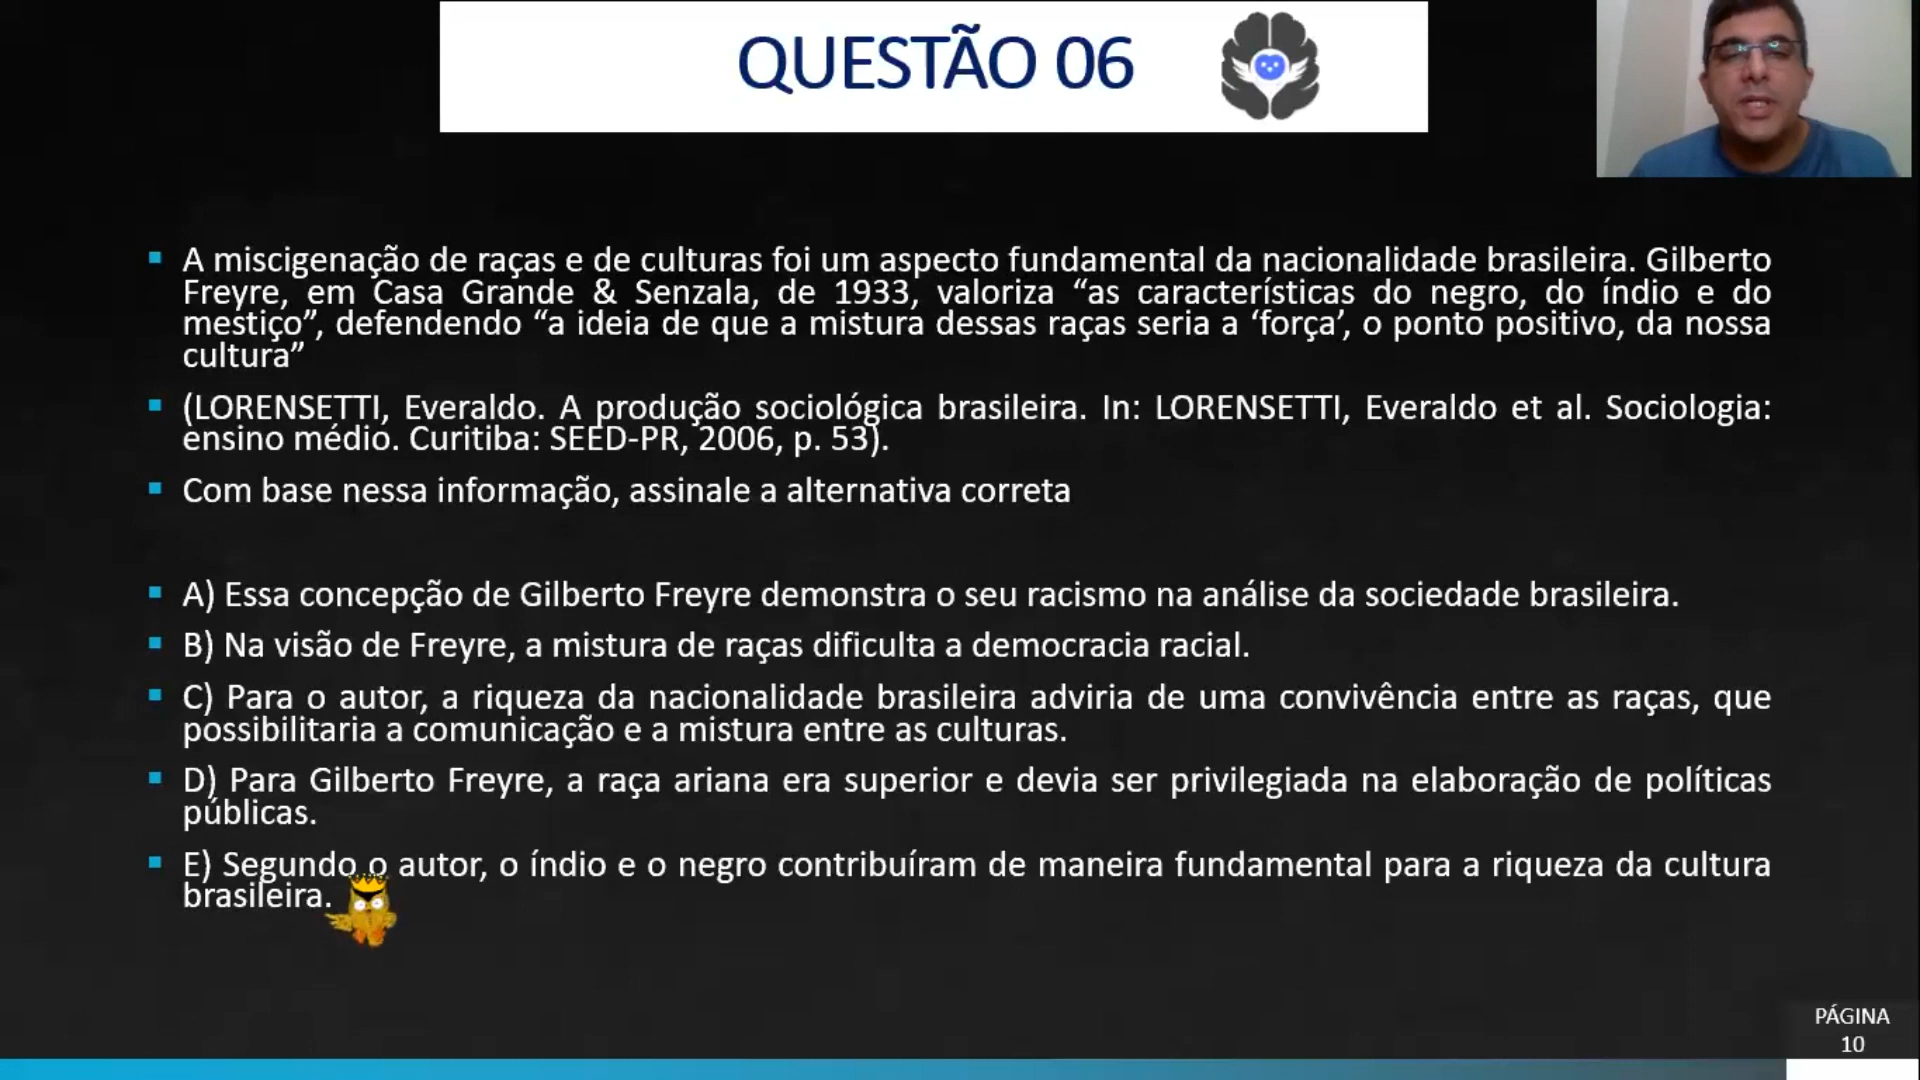 QUESTÃO 06
A miscigenação de raças e de culturas foi um aspecto fundamental da nacionalidade brasileira. Gilberto
Freyre, em Casa Grande & Senzala, de 1933, valoriza “as características do negro, do índio e do
mestiço”, defendendo “a ideia de que a mistura dessas raças seria a ‘força’, o ponto positivo, da nossa
cultura”
(LORENSETTI, Everaldo. A produção sociológica brasileira. In: LORENSETTI, Everaldo et al. Sociologia:
ensino médio. Curitiba: SEED-PR, 2006, p. 53).
Com base nessa informação, assinale a alternativa correta
A) Essa concepção de Gilberto Freyre demonstra o seu racismo na análise da sociedade brasileira.
B) Na visão de Freyre, a mistura de raças dificulta a democracia racial.
C) Para o autor, a riqueza da nacionalidade brasileira adviria de uma convivência entre as raças, que
possibilitaria a comunicação e a mistura entre as culturas.
D) Para Gilberto Freyre, a raça ariana era superior e devia ser privilegiada na elaboração de políticas
públicas.
E) Segundo o autor, o índio e o negro contribuíram de maneira fundamental para a riqueza da cultura
brasileira.
PÁGINA
10